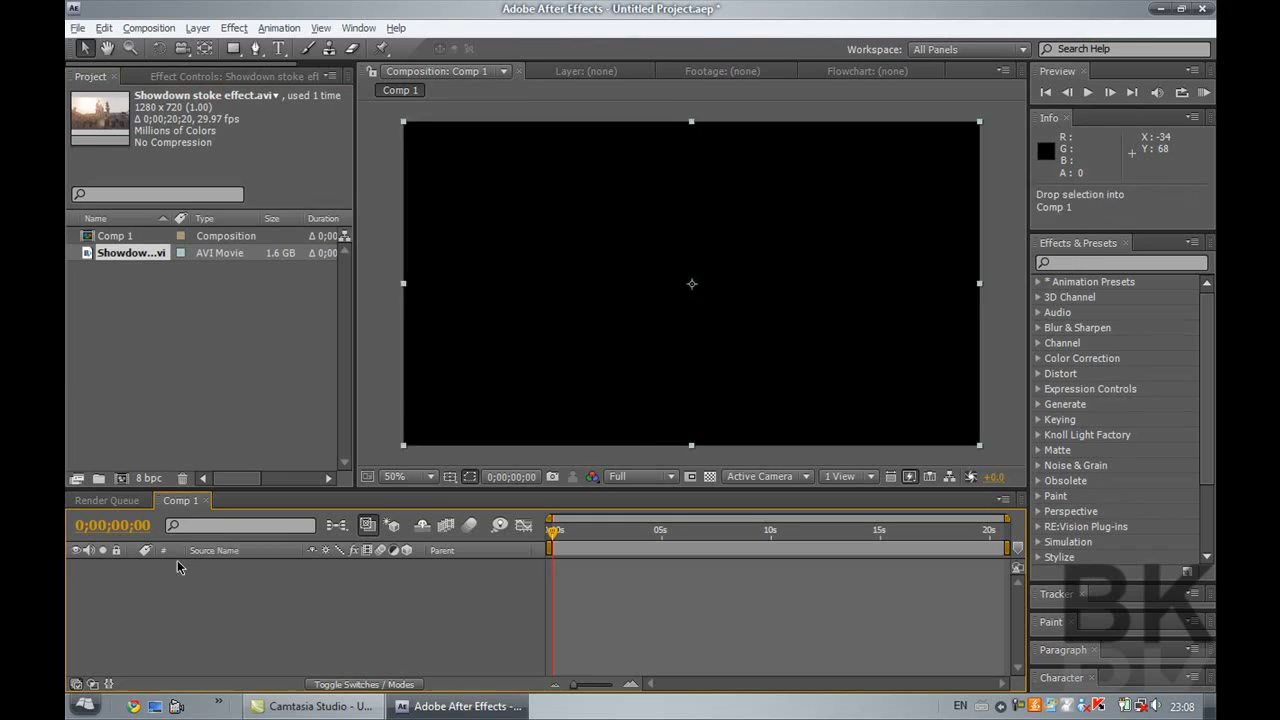 Adobe After Effects - Untitled Project.aep *
File Edit Composition Layer Effect Animation View Window Help
Workspace: All Panels Search Help
Project Effect Controls: Showdown stoke eff
Composition: Comp 1 Layer: (none) Footage: (none) Flowchart: (none)
Comp 1
Showdown stoke effect.avi , used 1 time
1280 x 720 (1.00)
Δ 0;00;20;20, 29.97 fps
Millions of Colors
No Compression
Name Type Size Duration
Comp 1 Composition Δ 0;00
Showdow...vi AVI Movie 1.6 GB Δ 0;00
8 bpc
50% 0;00;00;00 Full Active Camera 1 View +0.0
Preview
Info
R :
G :
B :
A : 0
X : -34
Y : 68
Drop selection into
Comp 1
Effects & Presets
* Animation Presets
3D Channel
Audio
Blur & Sharpen
Channel
Color Correction
Distort
Expression Controls
Generate
Keying
Knoll Light Factory
Matte
Noise & Grain
Obsolete
Paint
Perspective
RE:Vision Plug-ins
Simulation
Stylize
Tracker
Paint
Paragraph
Character
BK
Render Queue Comp 1
0;00;00;00
05s 10s 15s 20s
# Source Name Parent
Toggle Switches / Modes
Camtasia Studio - U... Adobe After Effects -... EN 23:08